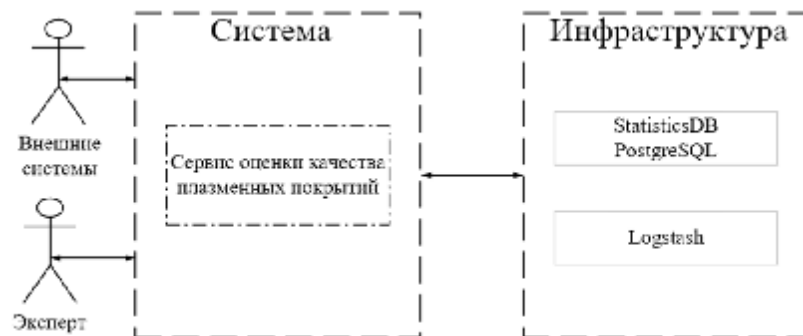 Система
Инфраструктура
Внешние
системы
Сервис оценки качества
плазменных покрытий
StatisticsDB
PostgreSQL
Logstash
Эксперт